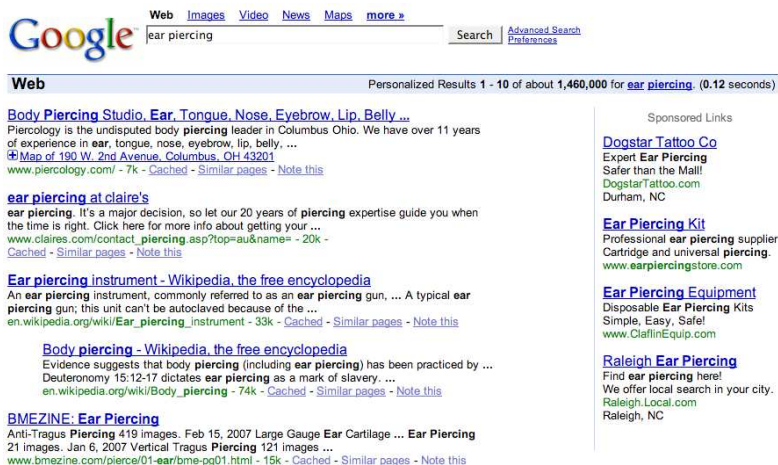 Web Images Video News Maps more »
Google
ear piercing Search Advanced Search
Preferences
Web Personalized Results 1 - 10 of about 1,460,000 for ear piercing. (0.12 seconds)
Body Piercing Studio, Ear, Tongue, Nose, Eyebrow, Lip, Belly ...
Piercology is the undisputed body piercing leader in Columbus Ohio. We have over 11 years
of experience in ear, tongue, nose, eyebrow, lip, belly, ...
Map of 190 W. 2nd Avenue, Columbus, OH 43201
www.piercology.com/ - 7k - Cached - Similar pages - Note this
ear piercing at claire's
ear piercing. It's a major decision, so let our 20 years of piercing expertise guide you when
the time is right. Click here for more info about getting your ...
www.claires.com/contact_piercing.asp?top=au&name= - 20k -
Cached - Similar pages - Note this
Ear piercing instrument - Wikipedia, the free encyclopedia
An ear piercing instrument, commonly referred to as an ear piercing gun, ... A typical ear
piercing gun; this unit can't be autoclaved because of the ...
en.wikipedia.org/wiki/Ear_piercing_instrument - 33k - Cached - Similar pages - Note this
Body piercing - Wikipedia, the free encyclopedia
Evidence suggests that body piercing (including ear piercing) has been practiced by ...
Deuteronomy 15:12-17 dictates ear piercing as a mark of slavery. ...
en.wikipedia.org/wiki/Body_piercing - 74k - Cached - Similar pages - Note this
BMEZINE: Ear Piercing
Anti-Tragus Piercing 419 images. Feb 15, 2007 Large Gauge Ear Cartilage ... Ear Piercing
21 images. Jan 6, 2007 Vertical Tragus Piercing 121 images ...
www.bmezine.com/pierce/01-ear/bme-pg01.html - 15k - Cached - Similar pages - Note this
Sponsored Links
Dogstar Tattoo Co
Expert Ear Piercing
Safer than the Mall!
DogstarTattoo.com
Durham, NC
Ear Piercing Kit
Professional ear piercing supplier
Cartridge and universal piercing.
www.earpiercingstore.com
Ear Piercing Equipment
Disposable Ear Piercing Kits
Simple, Easy, Safe!
www.ClaflinEquip.com
Raleigh Ear Piercing
Find ear piercing here!
We offer local search in your city.
Raleigh.Local.com
Raleigh, NC